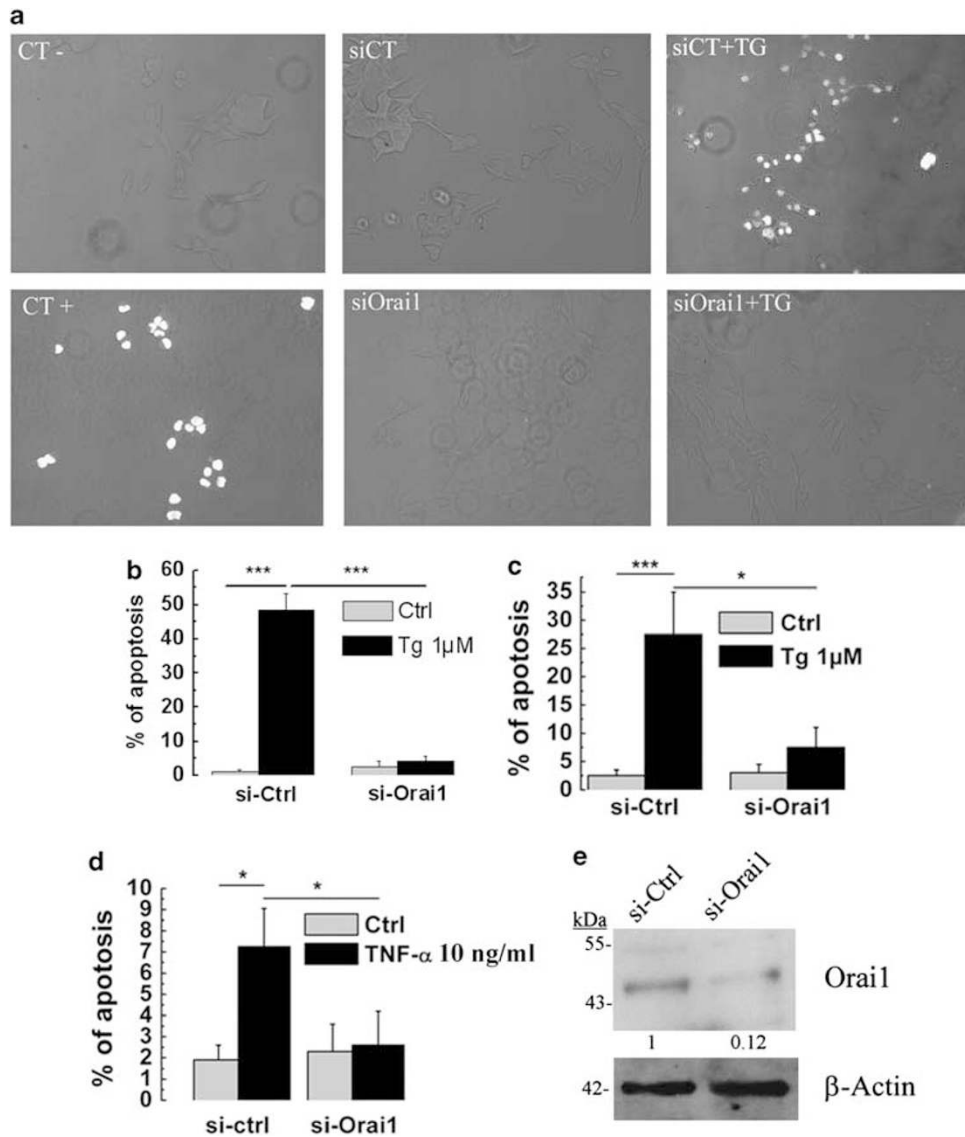 a
CT -
siCT
siCT+TG
CT +
siOrai1
siOrai1+TG
b
% of apoptosis
60
50
40
30
20
10
0
***
***
Ctrl
Tg 1μM
si-Ctrl
si-Orai1
c
% of apotosis
35
30
25
20
15
10
5
0
***
*
Ctrl
Tg 1μM
si-Ctrl
si-Orai1
d
% of apotosis
10
9
8
7
6
5
4
3
2
1
0
*
*
Ctrl
TNF-α 10 ng/ml
si-ctrl
si-Orai1
e
si-Ctrl
si-Orai1
kDa
55-
43-
Orai1
1
0.12
42-
β-Actin